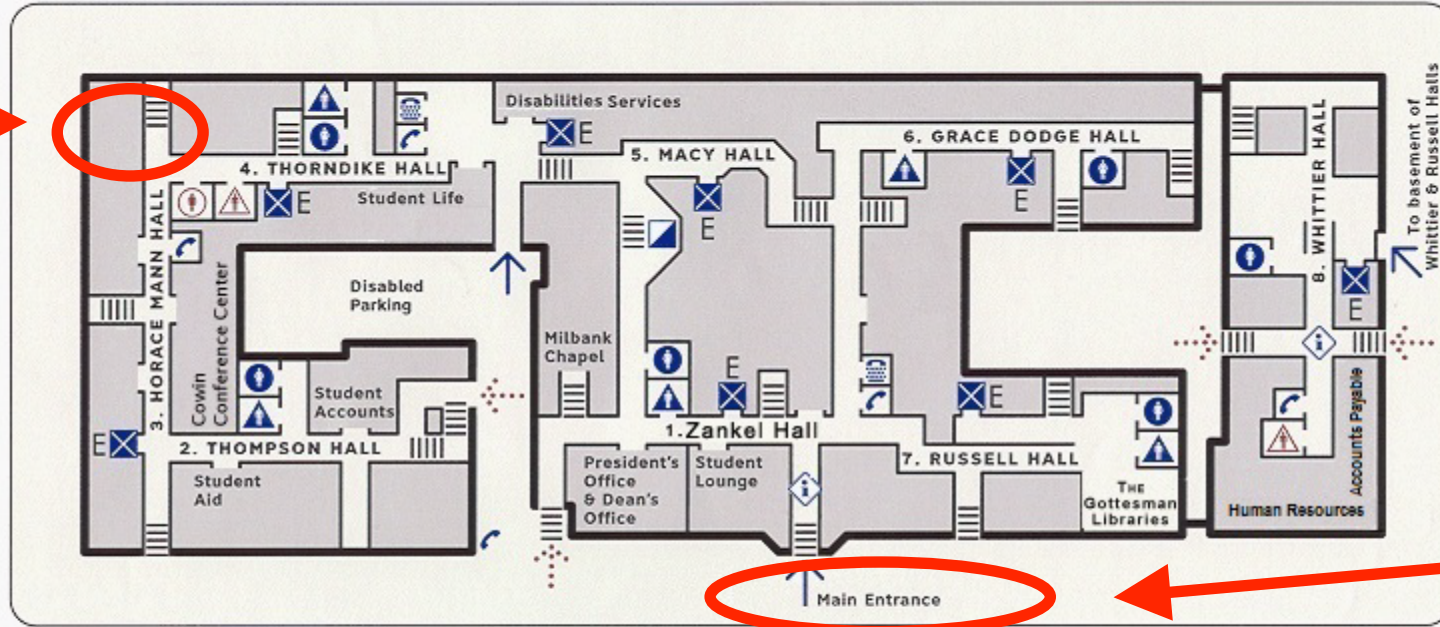 Disabilities Services
E
4. THORNDIKE HALL
E
Student Life
5. MACY HALL
E
6. GRACE DODGE HALL
E
8. WHITTIER HALL
To basement of
Whittier & Russell Halls
E
3. HORACE MANN HALL
Cowin
Conference Center
Disabled
Parking
Milbank
Chapel
i
Student
Accounts
E
E
E
2. THOMPSON HALL
Student
Aid
1.Zankel Hall
President's
Office
& Dean's
Office
Student
Lounge
i
7. RUSSELL HALL
THE
Gottesman
Libraries
Accounts Payable
Human Resources
Main Entrance